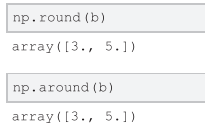 np.round(b)
array([3., 5.])
np.around(b)
array([3., 5.])